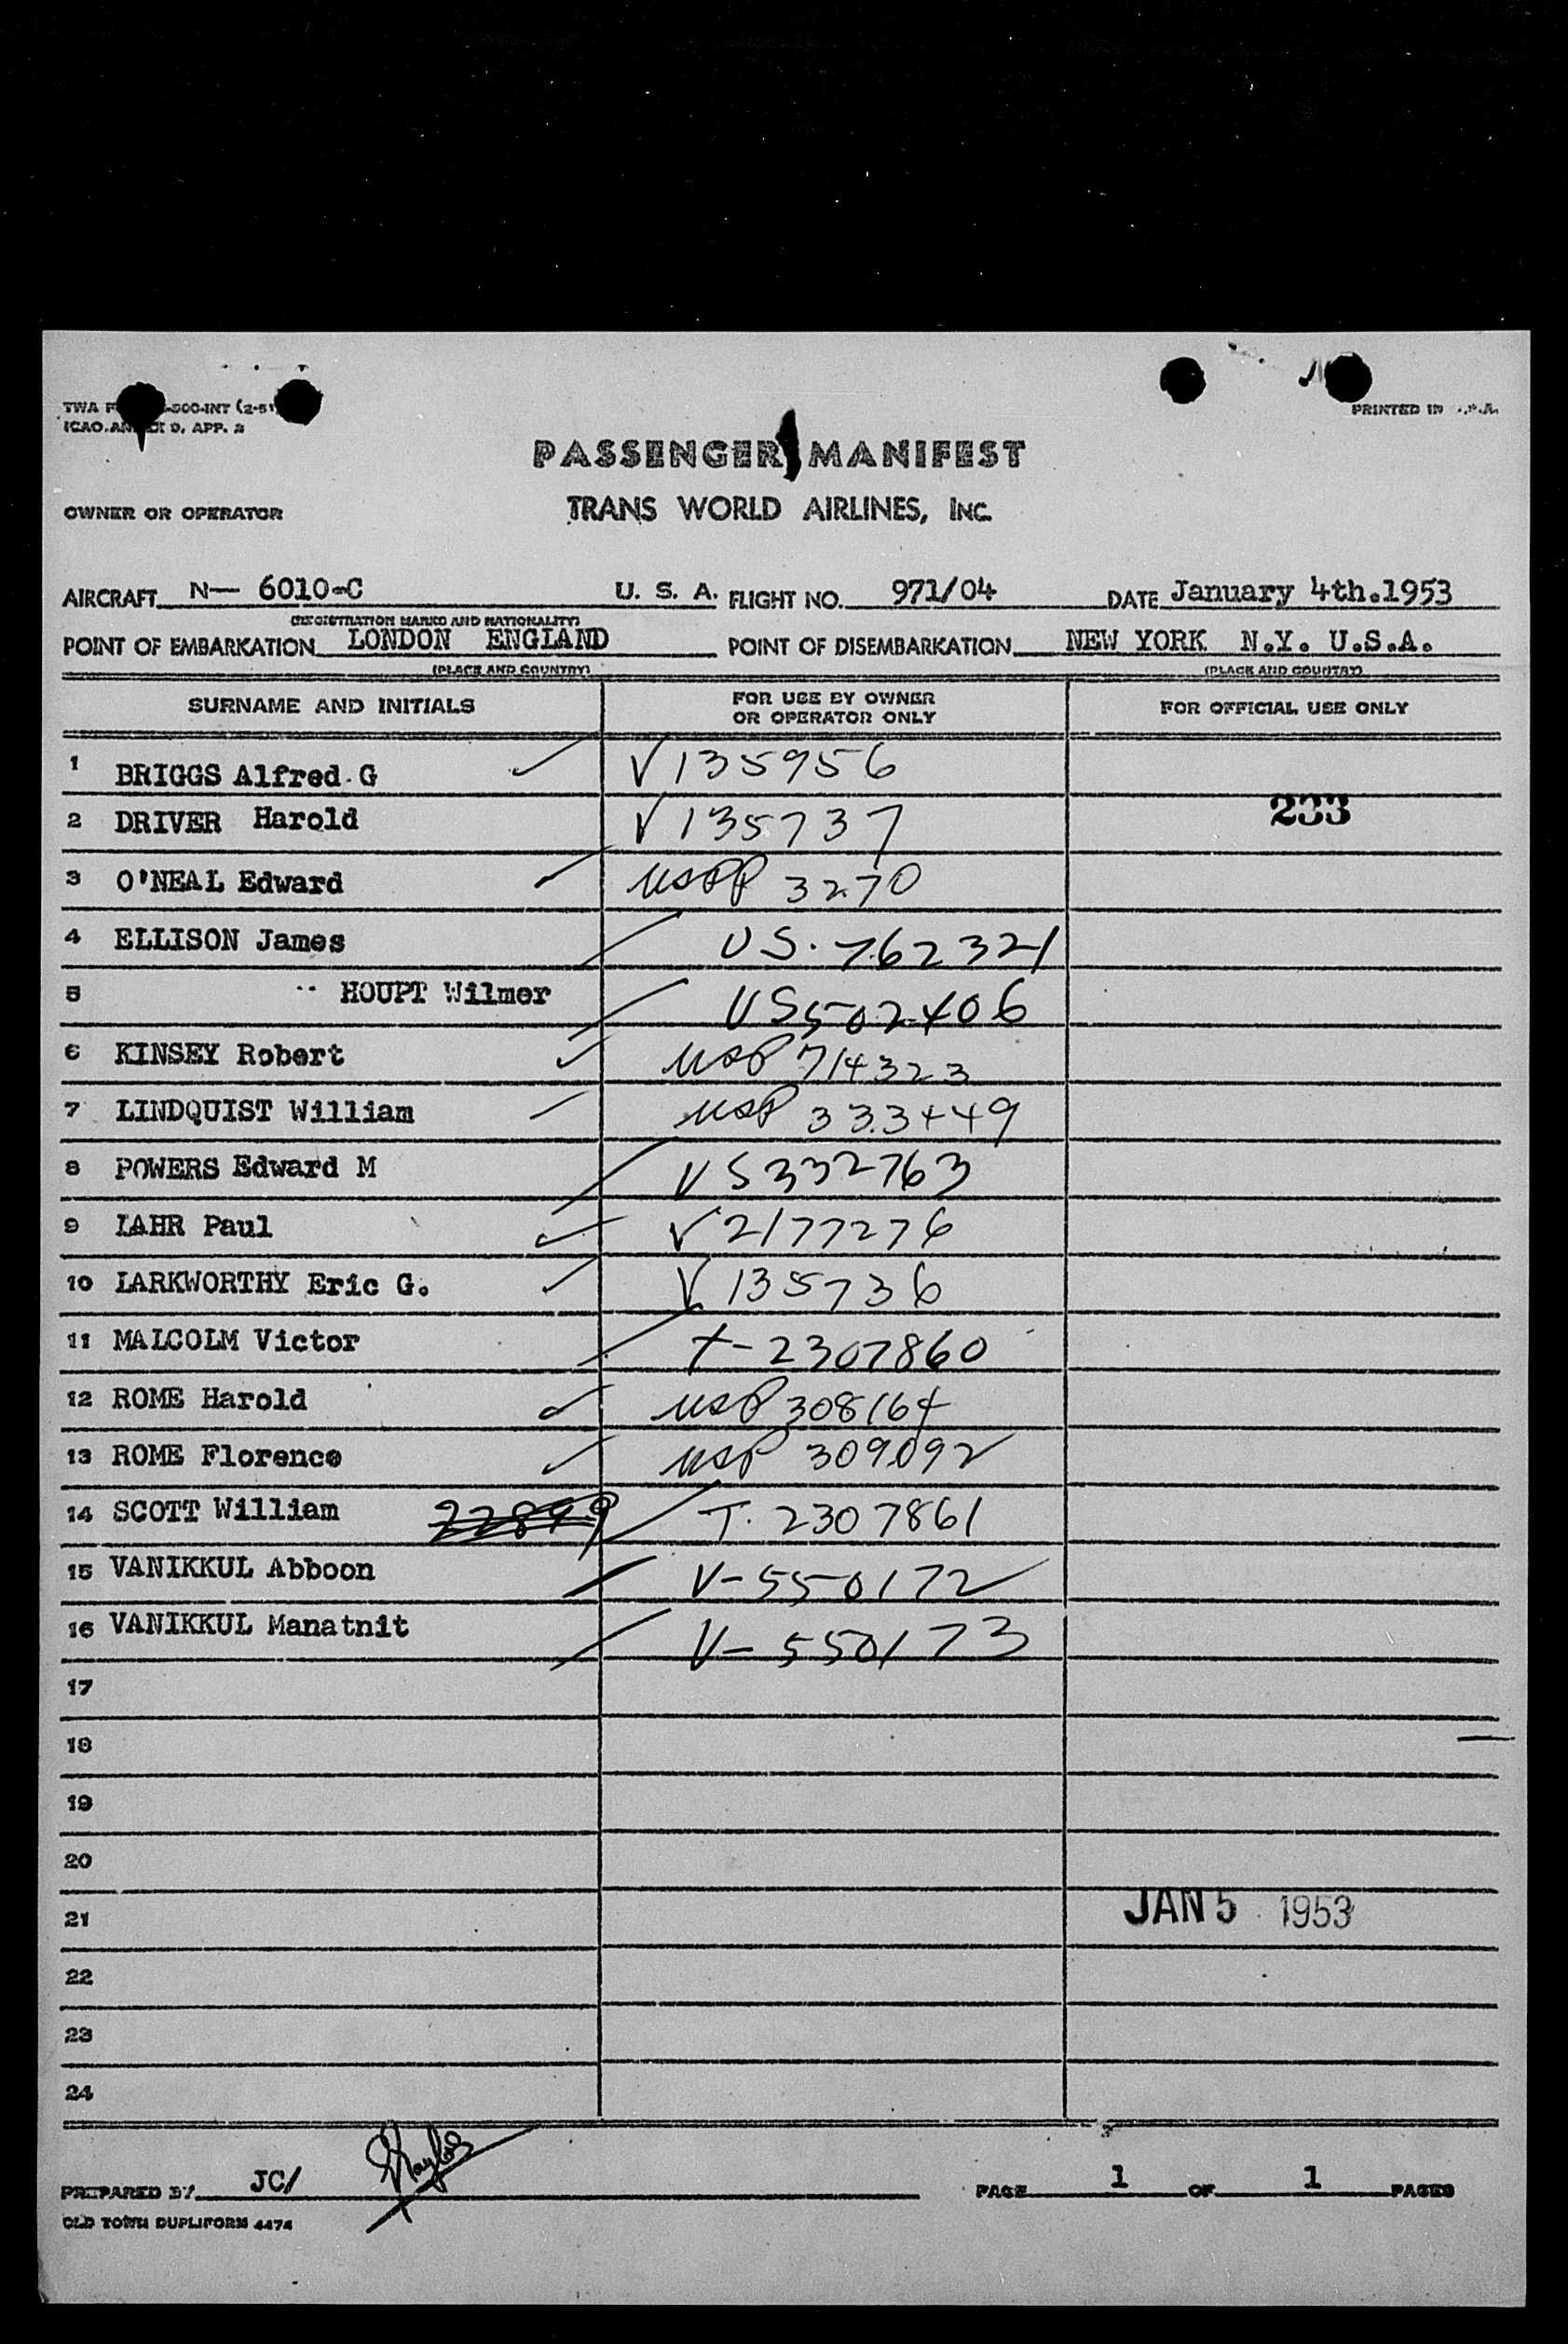 TWA F -500-INT (2-51
ICAO. ANNEX 9, APP. 2
PRINTED IN U.S.A.
PASSENGER MANIFEST
OWNER OR OPERATOR TRANS WORLD AIRLINES, INC.
AIRCRAFT N— 6010-C U. S. A. FLIGHT NO. 971/04 DATE January 4th.1953
(REGISTRATION MARKS AND NATIONALITY)
POINT OF EMBARKATION LONDON ENGLAND POINT OF DISEMBARKATION NEW YORK N.Y. U.S.A.
(PLACE AND COUNTRY) (PLACE AND COUNTRY)
SURNAME AND INITIALS FOR USE BY OWNER OR OPERATOR ONLY FOR OFFICIAL USE ONLY
1 BRIGGS Alfred.G V135956
2 DRIVER Harold V135737 233
3 O'NEAL Edward USPP 3270
4 ELLISON James US. 762321
5 HOUPT Wilmer US502406
6 KINSEY Robert USP 714323
7 LINDQUIST William USP 333449
8 POWERS Edward M US332763
9 LAHR Paul V2177276
10 LARKWORTHY Eric G. V135736
11 MALCOLM Victor T-2307860
12 ROME Harold USP 308164
13 ROME Florence USP 309092
14 SCOTT William 22899 T. 2307861
15 VANIKKUL Abboon V-550172
16 VANIKKUL Manatnit V-550173
17
18
19
20
21 JAN 5 1953
22
23
24
PREPARED BY JC/ PAGE 1 OF 1 PAGES
OLD TOWN DUPLIFORM 4474